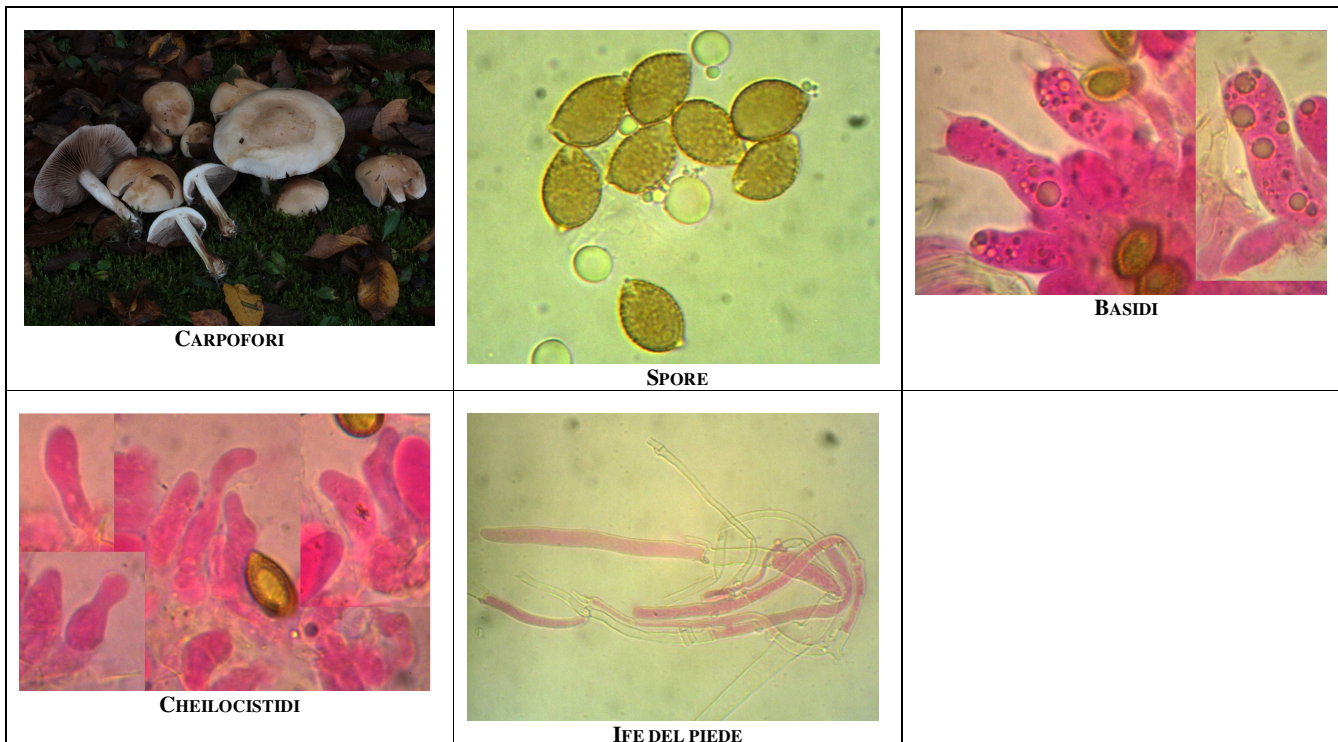 CARPOFORI
SPORE
BASIDI
CHEILOCISTIDI
IFE DEL PIEDE